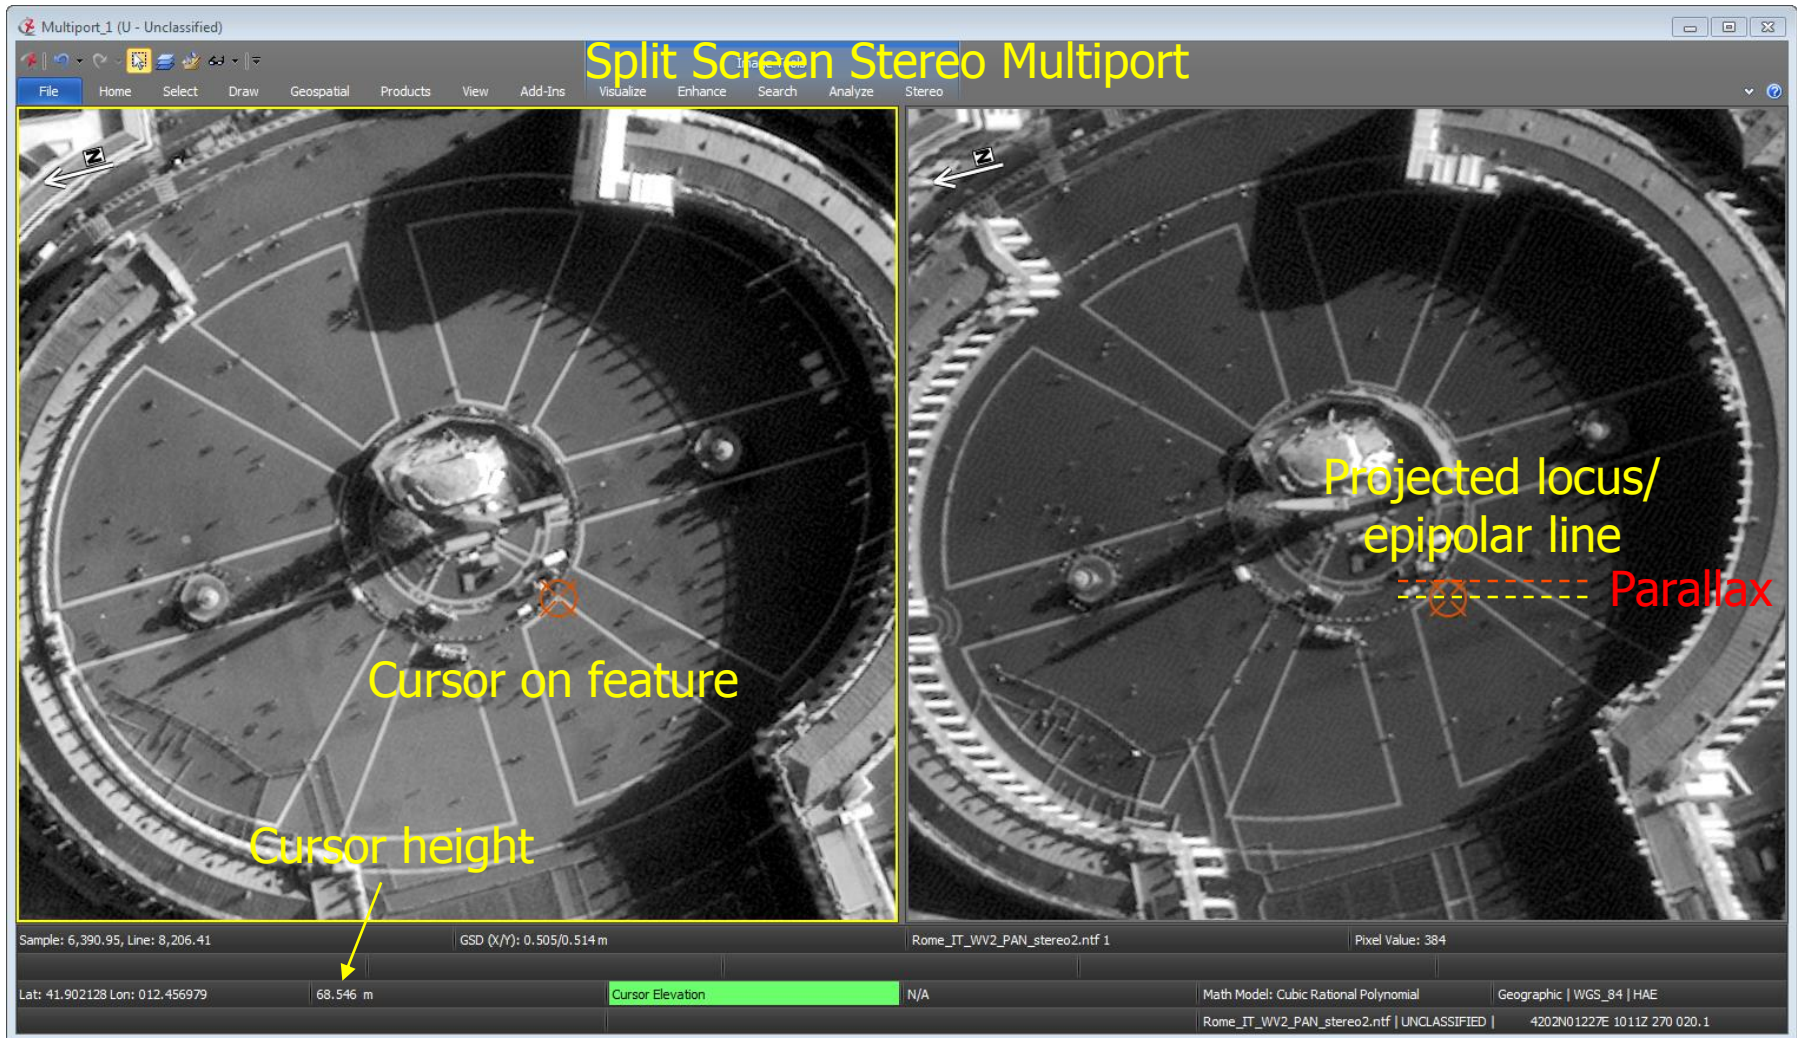 Multiport_1 (U - Unclassified)
Split Screen Stereo Multiport
Image Tools
File Home Select Draw Geospatial Products View Add-Ins Visualize Enhance Search Analyze Stereo
N
N
Projected locus/
epipolar line
Parallax
Cursor on feature
Cursor height
Sample: 6,390.95, Line: 8,206.41 GSD (X/Y): 0.505/0.514 m Rome_IT_WV2_PAN_stereo2.ntf 1 Pixel Value: 384
Lat: 41.902128 Lon: 012.456979 68.546 m Cursor Elevation N/A Math Model: Cubic Rational Polynomial Geographic | WGS_84 | HAE
Rome_IT_WV2_PAN_stereo2.ntf | UNCLASSIFIED | 4202N01227E 1011Z 270 020.1